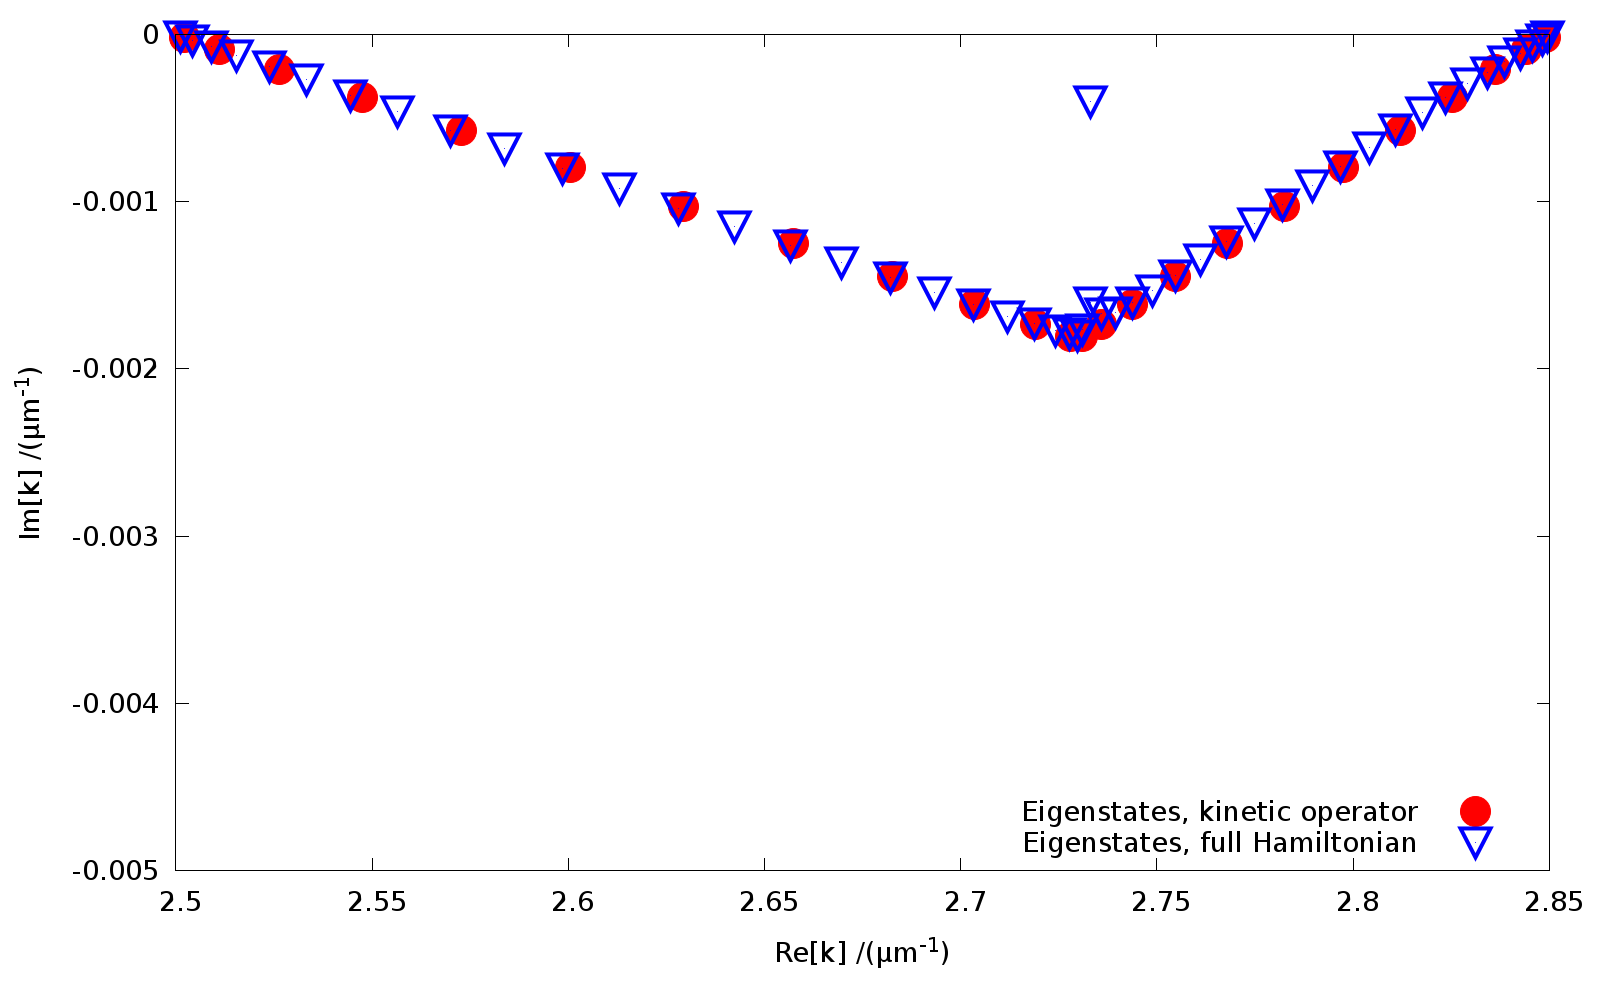 0
-0.001
-0.002
-0.003
-0.004
-0.005
Im[k] /(μm-1)
Eigenstates, kinetic operator
Eigenstates, full Hamiltonian
2.5 2.55 2.6 2.65 2.7 2.75 2.8 2.85
Re[k] /(μm-1)